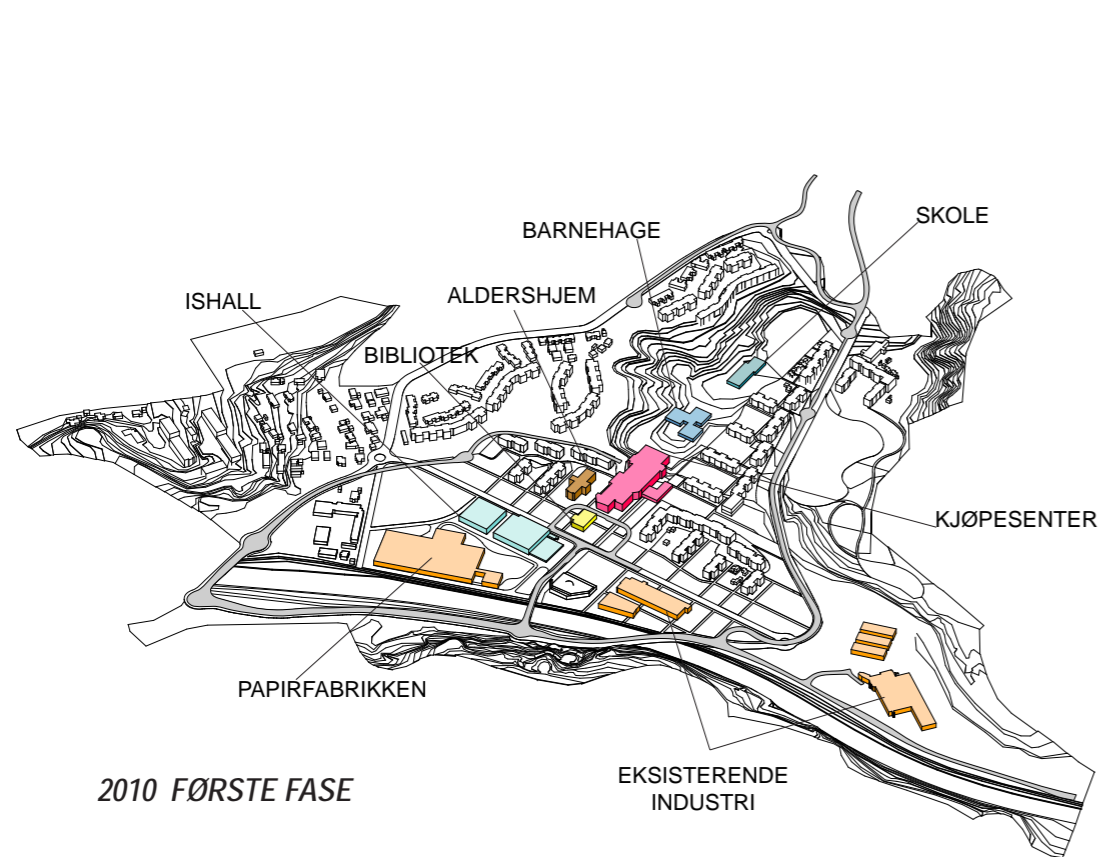 SKOLE
BARNEHAGE
ALDERSHJEM
ISHALL
BIBLIOTEK
KJØPESENTER
PAPIRFABRIKKEN
EKSISTERENDE
INDUSTRI
2010 FØRSTE FASE